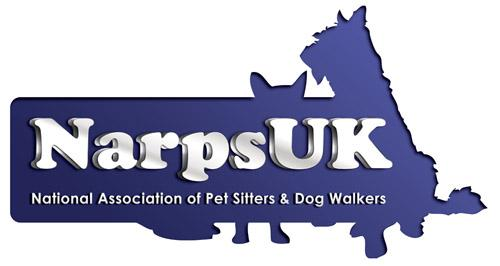 NarpsUK
National Association of Pet Sitters & Dog Walkers